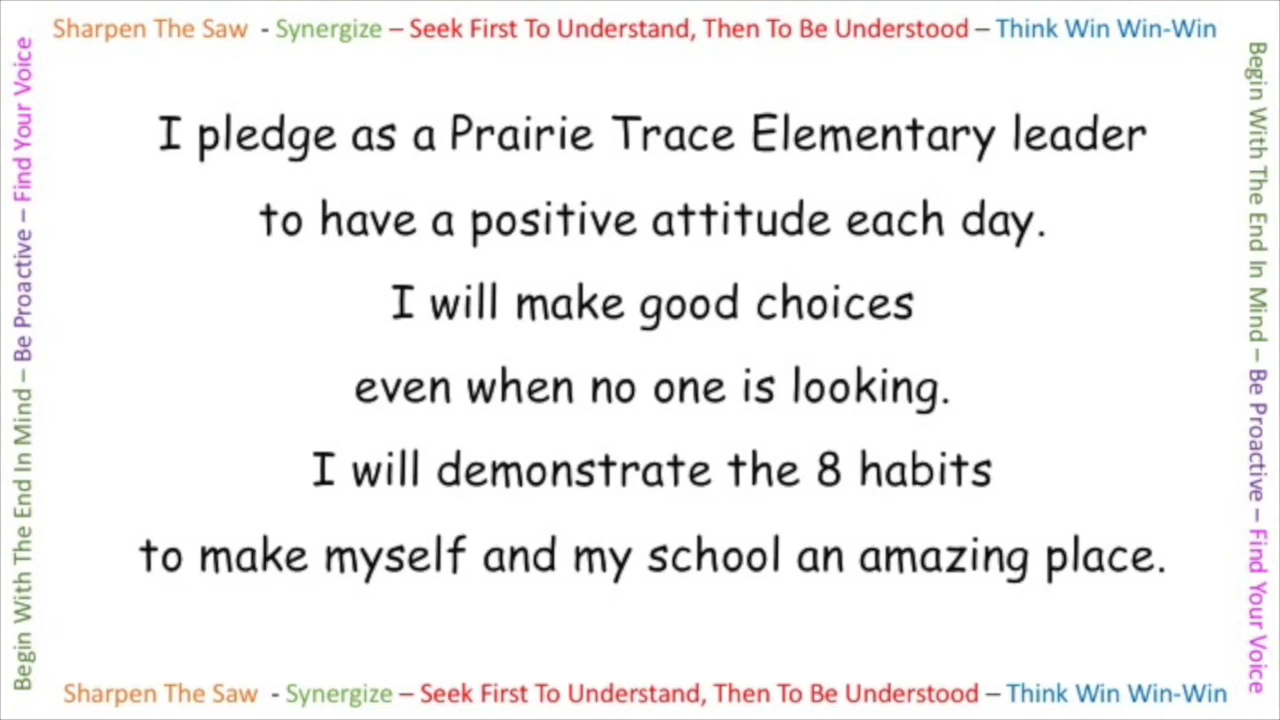 Sharpen The Saw - Synergize – Seek First To Understand, Then To Be Understood – Think Win Win-Win
Begin With The End In Mind – Be Proactive – Find Your Voice
I pledge as a Prairie Trace Elementary leader
to have a positive attitude each day.
I will make good choices
even when no one is looking.
I will demonstrate the 8 habits
to make myself and my school an amazing place.
Begin With The End In Mind – Be Proactive – Find Your Voice
Sharpen The Saw - Synergize – Seek First To Understand, Then To Be Understood – Think Win Win-Win